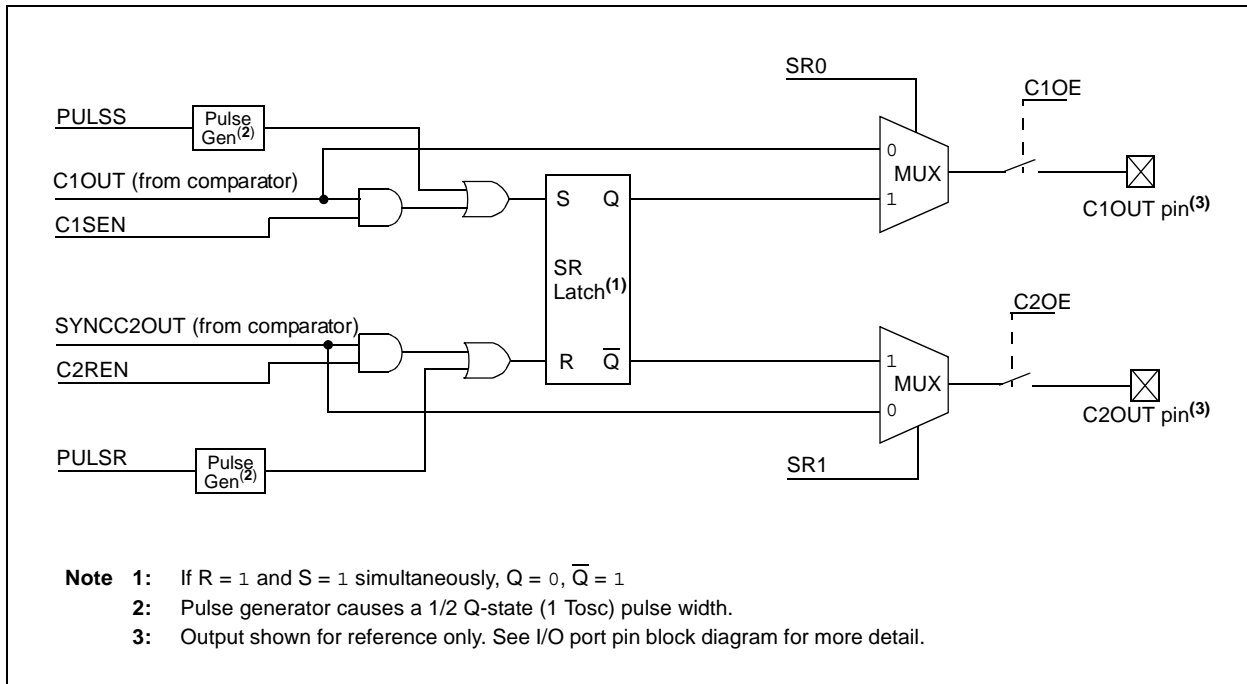 SR0
C1OE
PULSS
Pulse
Gen(2)
0
MUX
1
C1OUT (from comparator)
C1SEN
S Q
C1OUT pin(3)
SR
Latch(1)
C2OE
SYNCC2OUT (from comparator)
R Q̅
C2REN
1
MUX
0
C2OUT pin(3)
PULSR
Pulse
Gen(2)
SR1
Note 1: If R = 1 and S = 1 simultaneously, Q = 0, Q̅ = 1
2: Pulse generator causes a 1/2 Q-state (1 Tosc) pulse width.
3: Output shown for reference only. See I/O port pin block diagram for more detail.